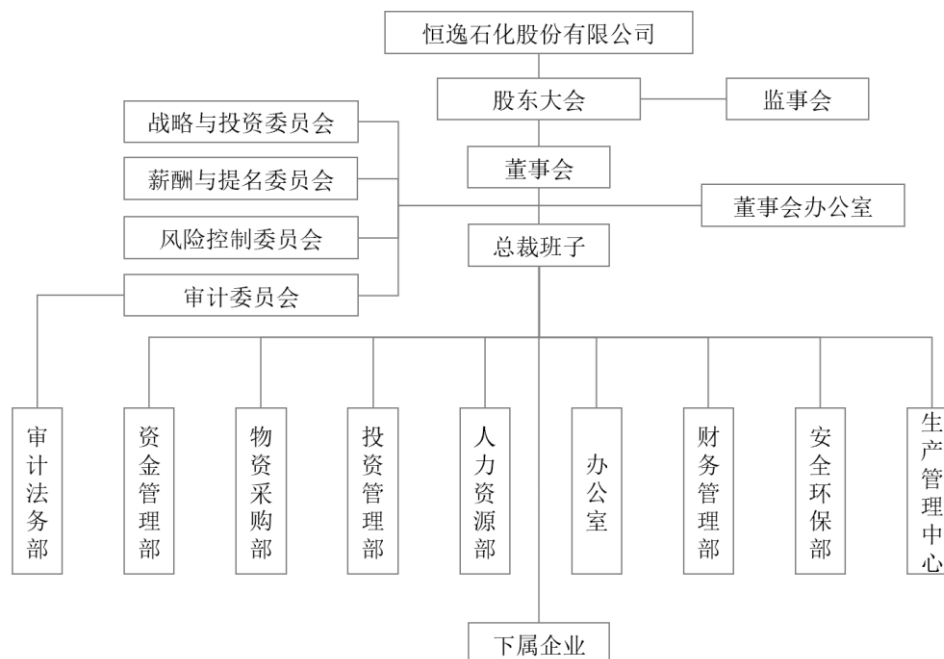 恒逸石化股份有限公司
股东大会
监事会
战略与投资委员会
董事会
薪酬与提名委员会
董事会办公室
风险控制委员会
总裁班子
审计委员会
审计法务部
资金管理部
物资采购部
投资管理部
人力资源部
办公室
财务管理部
安全环保部
生产管理中心
下属企业